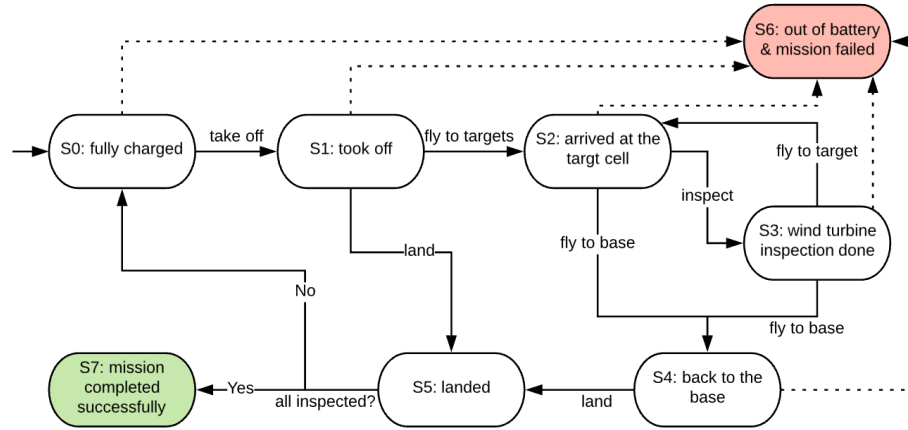 S6: out of battery
& mission failed
S0: fully charged
take off
S1: took off
fly to targets
S2: arrived at the
targt cell
fly to target
inspect
S3: wind turbine
inspection done
fly to base
land
No
fly to base
S7: mission
completed
successfully
Yes
all inspected?
S5: landed
land
S4: back to the
base